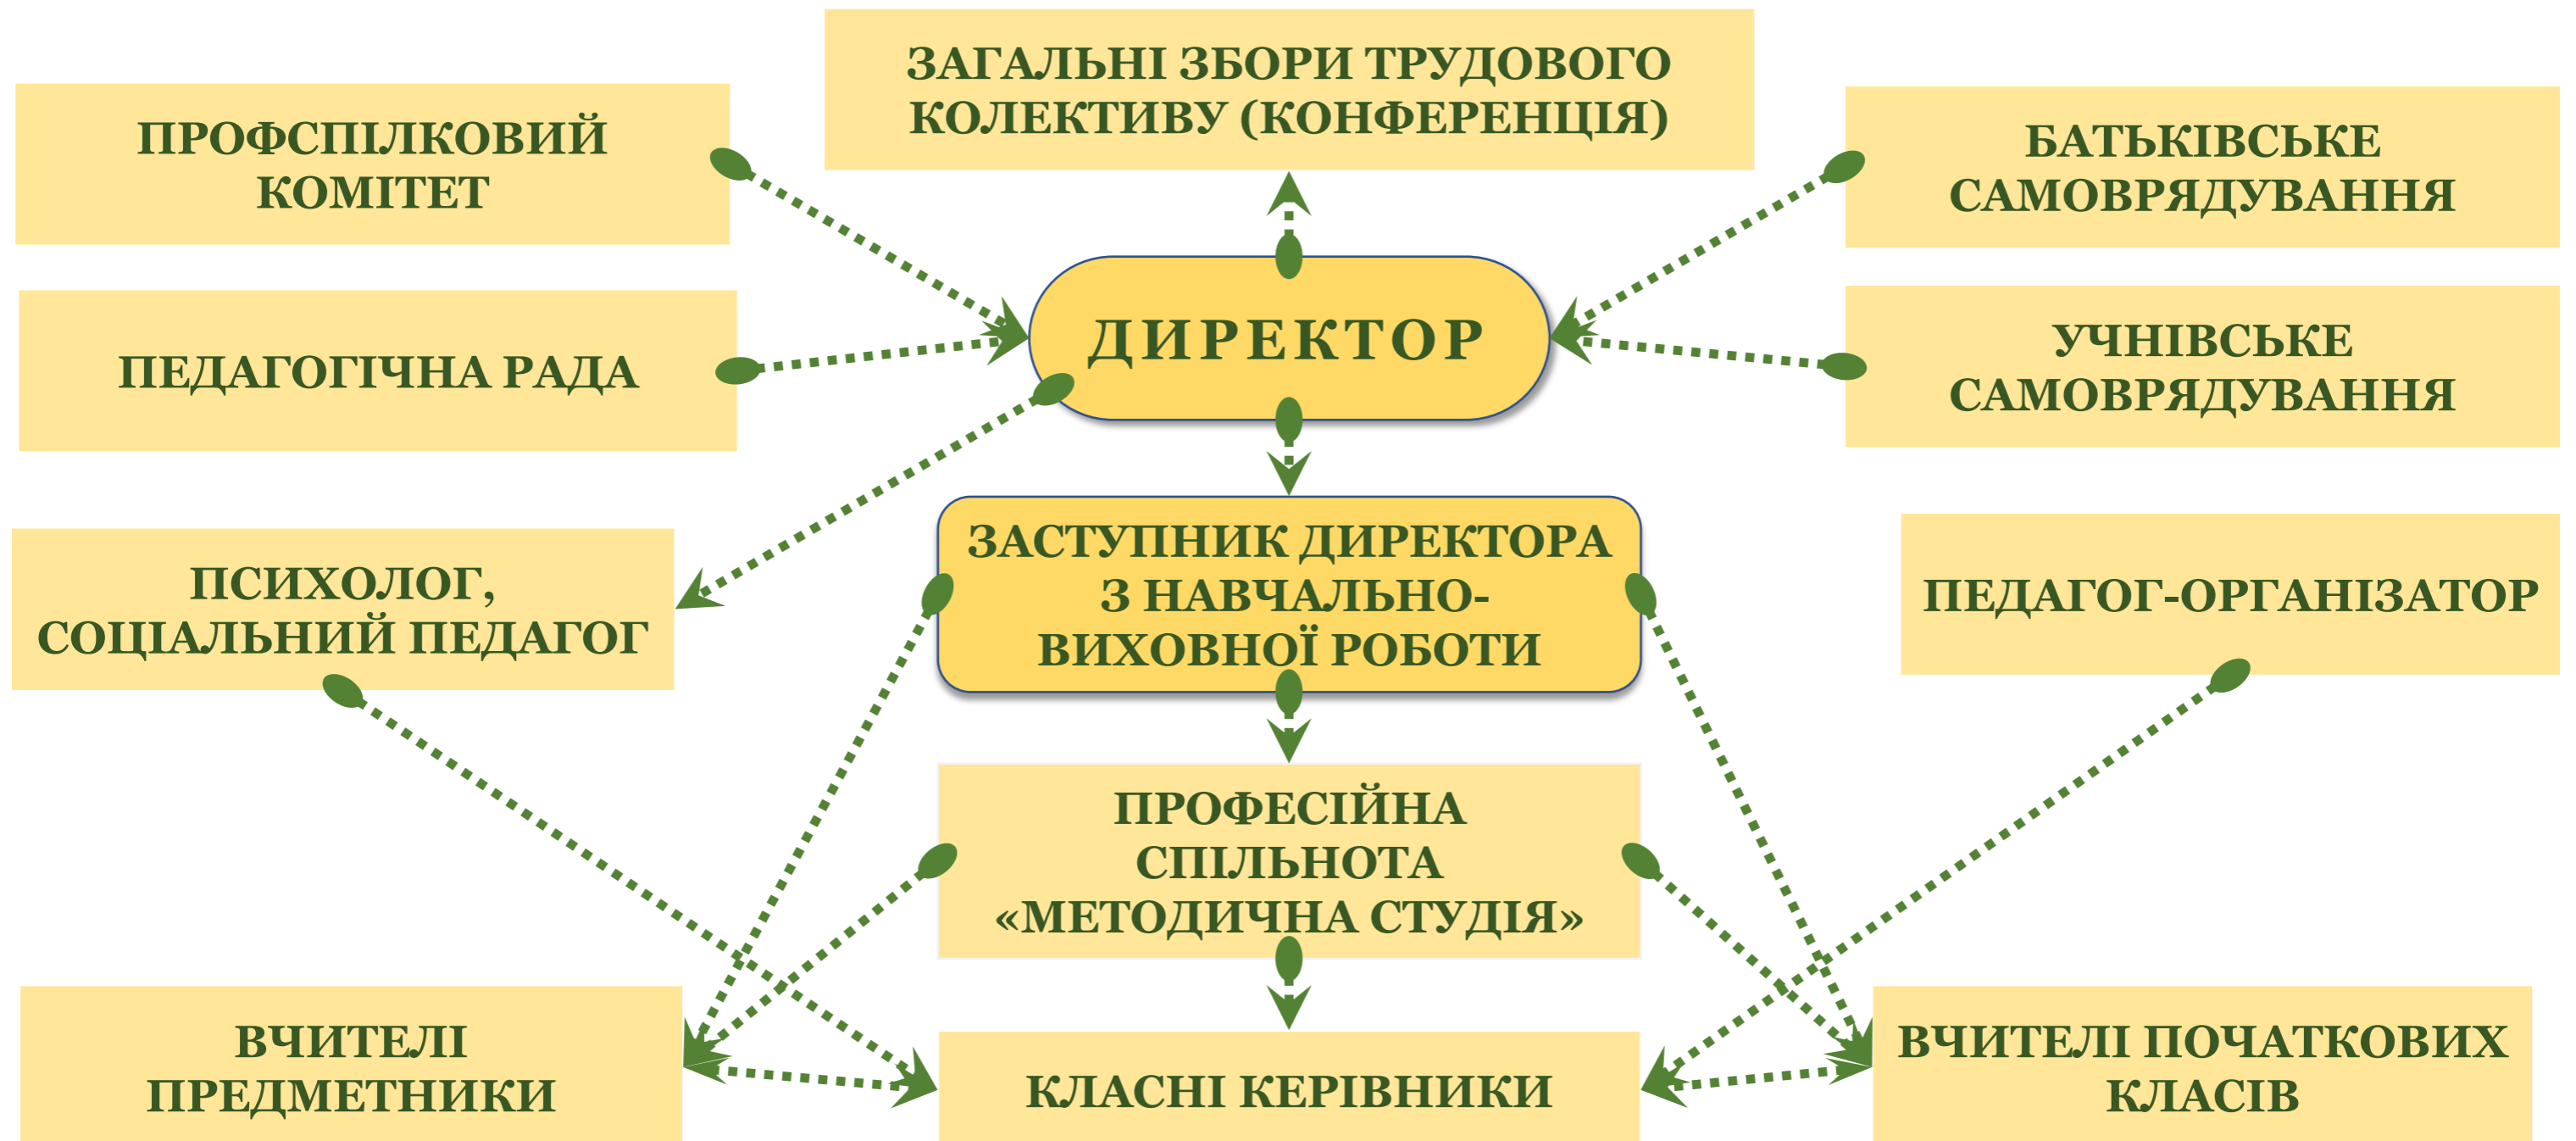 ЗАГАЛЬНІ ЗБОРИ ТРУДОВОГО
КОЛЕКТИВУ (КОНФЕРЕНЦІЯ)
ПРОФСПІЛКОВИЙ
КОМІТЕТ
БАТЬКІВСЬКЕ
САМОВРЯДУВАННЯ
ДИРЕКТОР
ПЕДАГОГІЧНА РАДА
УЧНІВСЬКЕ
САМОВРЯДУВАННЯ
ПСИХОЛОГ,
СОЦІАЛЬНИЙ ПЕДАГОГ
ЗАСТУПНИК ДИРЕКТОРА
З НАВЧАЛЬНО-
ВИХОВНОЇ РОБОТИ
ПЕДАГОГ-ОРГАНІЗАТОР
ПРОФЕСІЙНА
СПІЛЬНОТА
«МЕТОДИЧНА СТУДІЯ»
ВЧИТЕЛІ
ПРЕДМЕТНИКИ
КЛАСНІ КЕРІВНИКИ
ВЧИТЕЛІ ПОЧАТКОВИХ
КЛАСІВ